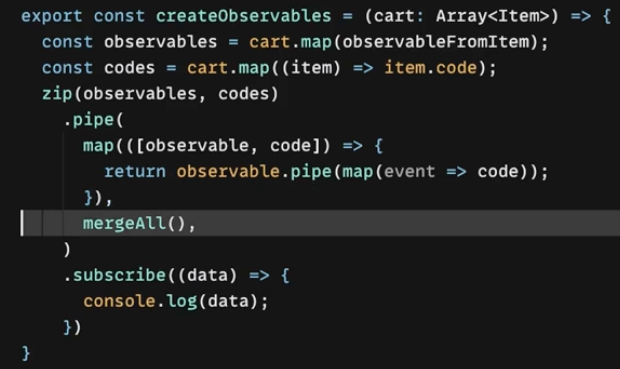 export const createObservables = (cart: Array<Item>) => {
  const observables = cart.map(observableFromItem);
  const codes = cart.map((item) => item.code);
  zip(observables, codes)
    .pipe(
      map(([observable, code]) => {
        return observable.pipe(map(event => code));
      }),
      mergeAll(),
    )
    .subscribe((data) => {
      console.log(data);
    })
}